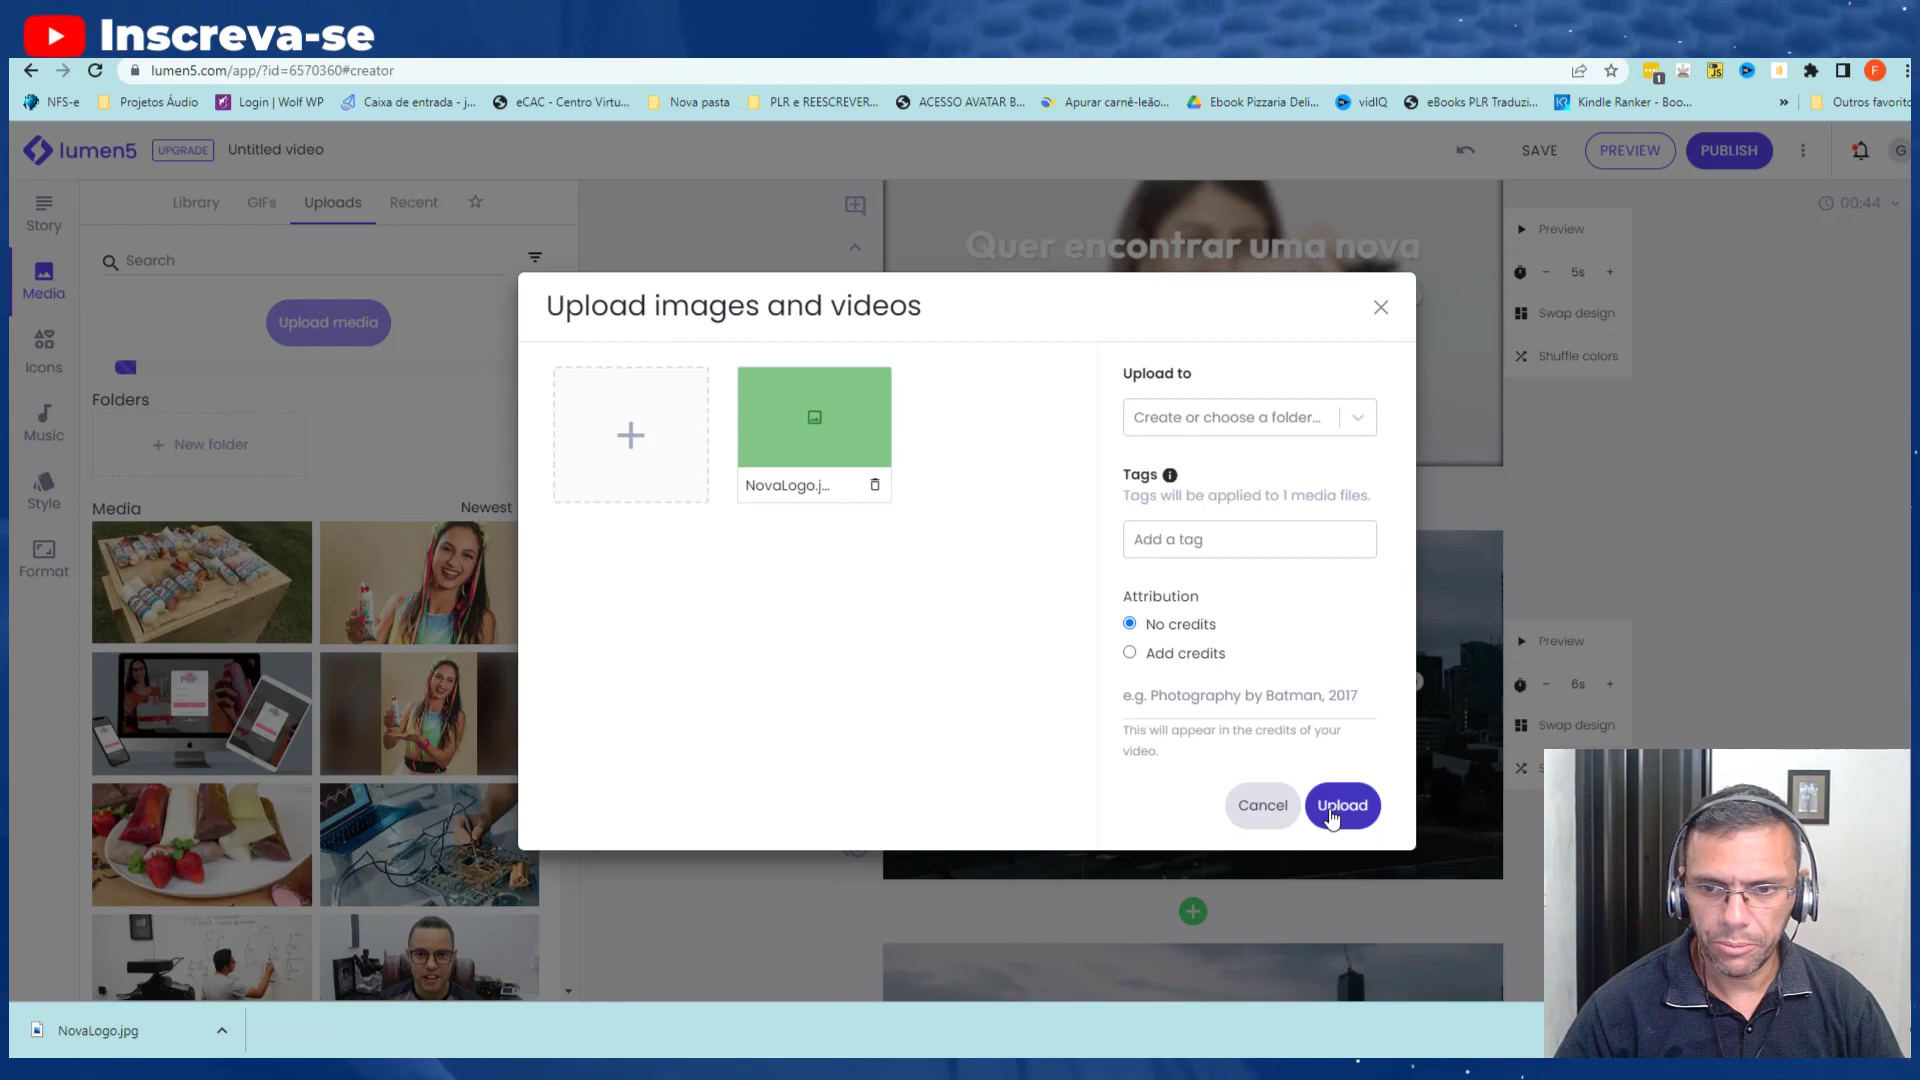 Inscreva-se
lumen5.com/app/?id=6570360#creator
F
1
JS
NFS-e
Projetos Áudio
Login | Wolf WP
Caixa de entrada - j...
eCAC - Centro Virtu...
Nova pasta
PLR e REESCREVER...
ACESSO AVATAR B...
Apurar carnê-leão...
Ebook Pizzaria Deli...
vidIQ
eBooks PLR Traduzi...
Kindle Ranker - Boo...
»
Outros favorito
lumen5
UPGRADE
Untitled video
SAVE
PREVIEW
PUBLISH
G
Story
Media
Icons
Music
Style
Format
Library
GIFs
Uploads
Recent
Search
Upload media
Folders
+ New folder
Media
Newest
Quer encontrar uma nova
00:44
Preview
- 5s +
Swap design
Shuffle colors
Upload images and videos
NovaLogo.j...
Upload to
Create or choose a folder...
Tags
Tags will be applied to 1 media files.
Add a tag
Attribution
No credits
Add credits
e.g. Photography by Batman, 2017
This will appear in the credits of your
video.
Cancel
Upload
Preview
- 6s +
Swap design
S
NovaLogo.jpg